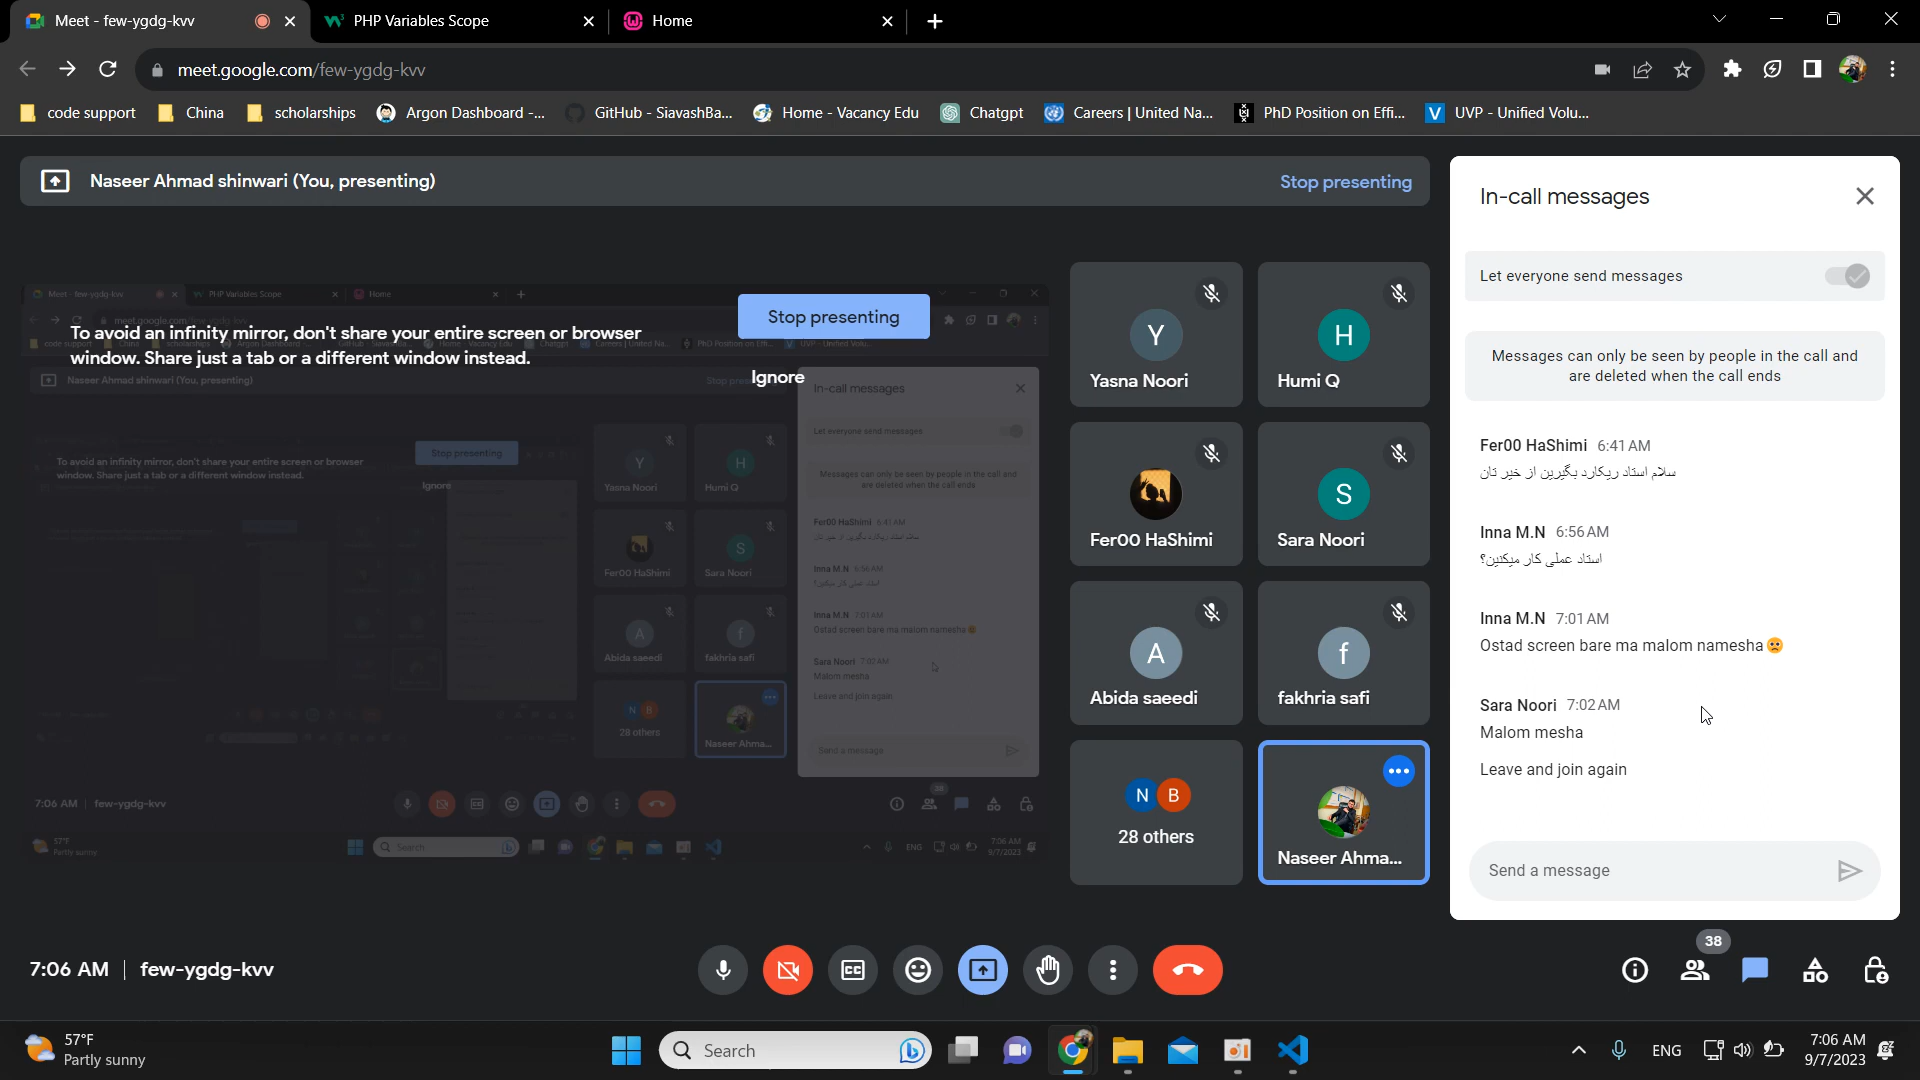 Meet - few-ygdg-kvv
PHP Variables Scope
Home
meet.google.com/few-ygdg-kvv
code support
China
scholarships
Argon Dashboard -...
GitHub - SiavashBa...
Home - Vacancy Edu
Chatgpt
Careers | United Na...
PhD Position on Effi...
UVP - Unified Volu...
Naseer Ahmad shinwari (You, presenting)
Stop presenting
To avoid an infinity mirror, don't share your entire screen or browser
window. Share just a tab or a different window instead.
Stop presenting
Ignore
Y
Yasna Noori
H
Humi Q
Fer00 HaShimi
S
Sara Noori
A
Abida saeedi
f
fakhria safi
N B
28 others
Naseer Ahma...
In-call messages
Let everyone send messages
Messages can only be seen by people in the call and
are deleted when the call ends
Fer00 HaShimi 6:41 AM
سلام استاد ریکارد بگیرین از خیر تان
Inna M.N 6:56 AM
استاد عملی کار میکنین؟
Inna M.N 7:01 AM
Ostad screen bare ma malom namesha
Sara Noori 7:02 AM
Malom mesha
Leave and join again
Send a message
7:06 AM | few-ygdg-kvv
38
57°F
Partly sunny
Search
ENG
7:06 AM
9/7/2023